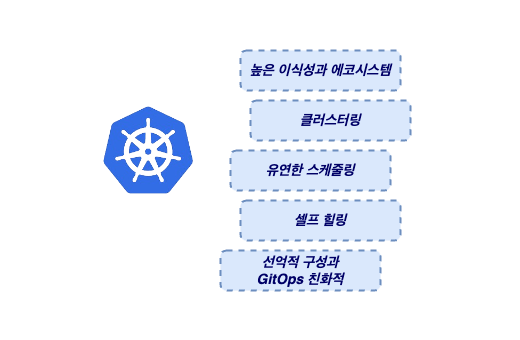 높은 이식성과 에코시스템
클러스터링
유연한 스케줄링
셀프 힐링
선억적 구성과
GitOps 친화적